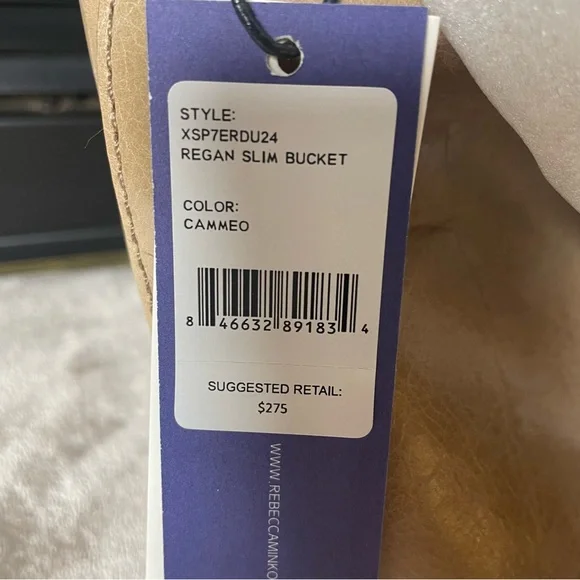 STYLE:
XSP7ERDU24
REGAN SLIM BUCKET
COLOR:
CAMMEO
8 46632 89183 4
SUGGESTED RETAIL:
$275
WWW.REBECCAMINKO